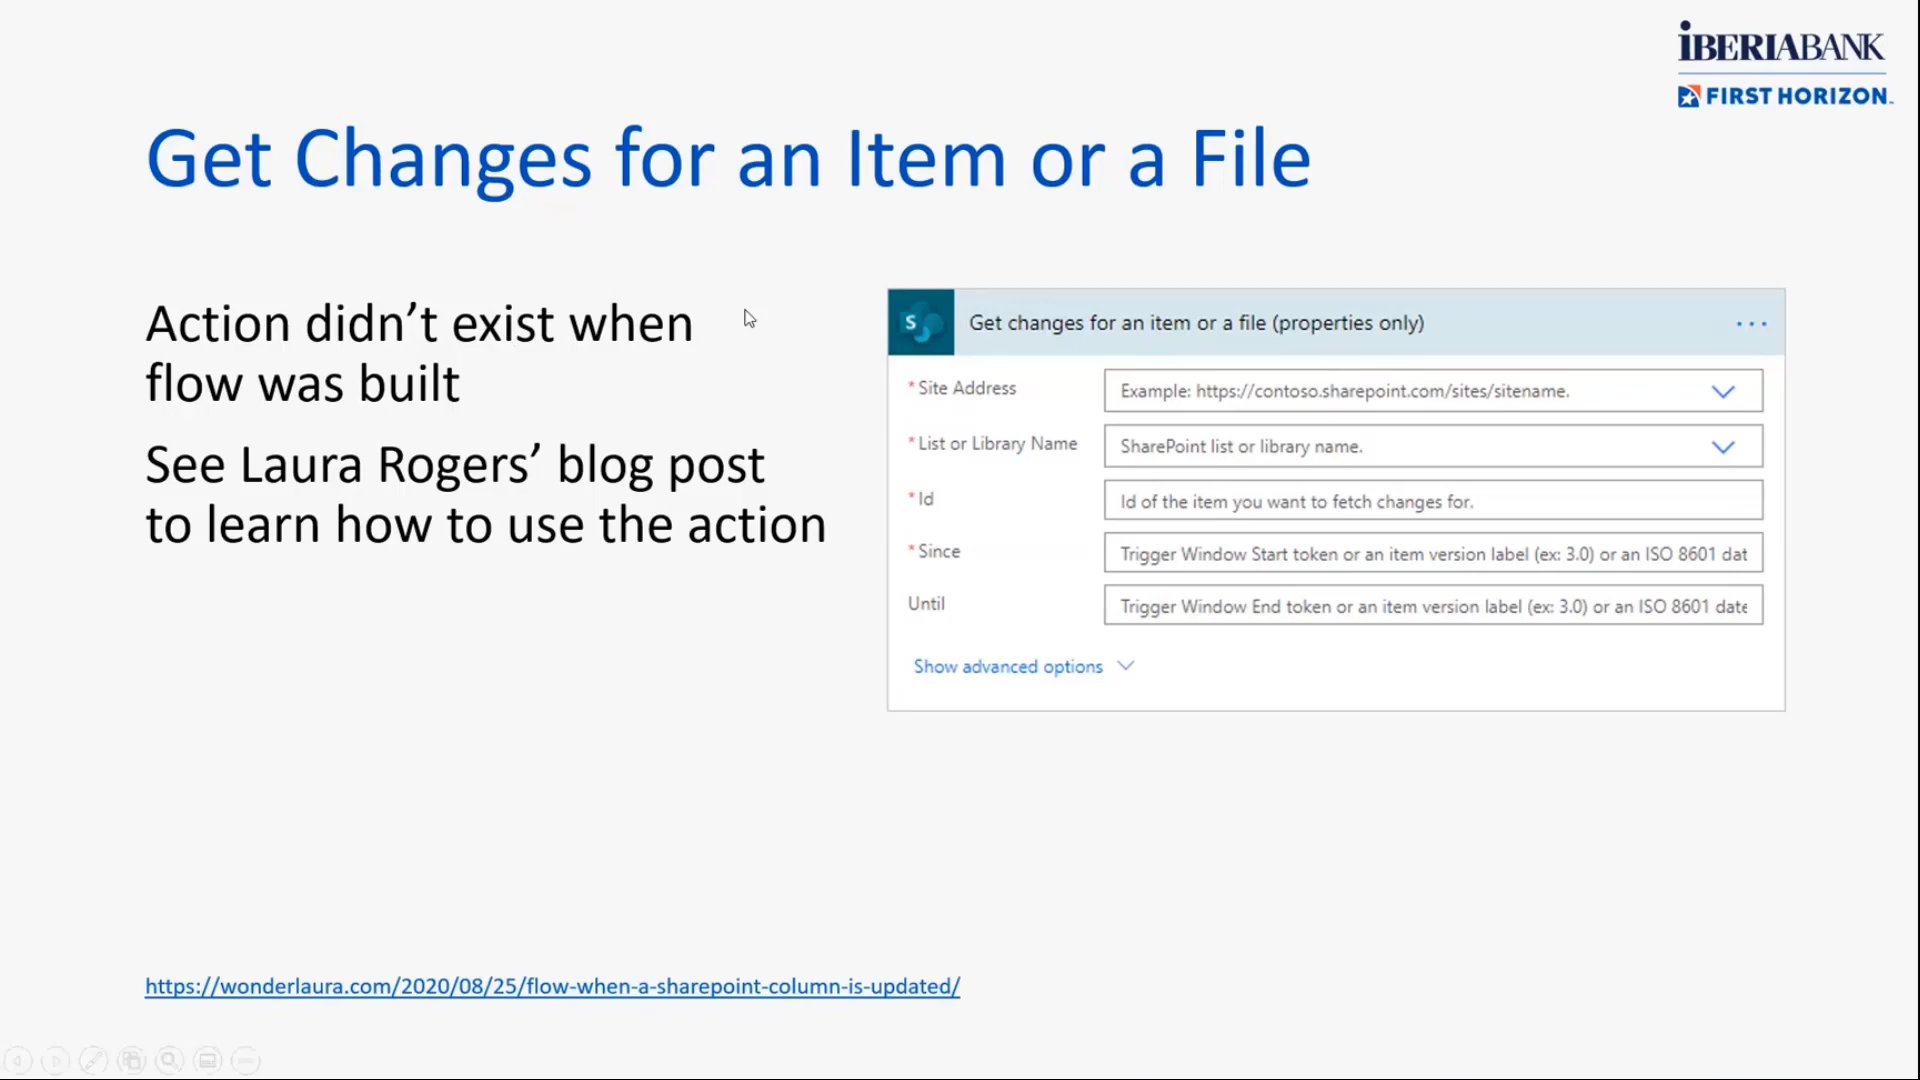 iBERIABANK
FIRST HORIZON.
Get Changes for an Item or a File
Action didn’t exist when
flow was built
See Laura Rogers’ blog post
to learn how to use the action
S
Get changes for an item or a file (properties only)
* Site Address
Example: https://contoso.sharepoint.com/sites/sitename.
* List or Library Name
SharePoint list or library name.
* Id
Id of the item you want to fetch changes for.
* Since
Trigger Window Start token or an item version label (ex: 3.0) or an ISO 8601 dat
Until
Trigger Window End token or an item version label (ex: 3.0) or an ISO 8601 date
Show advanced options
https://wonderlaura.com/2020/08/25/flow-when-a-sharepoint-column-is-updated/